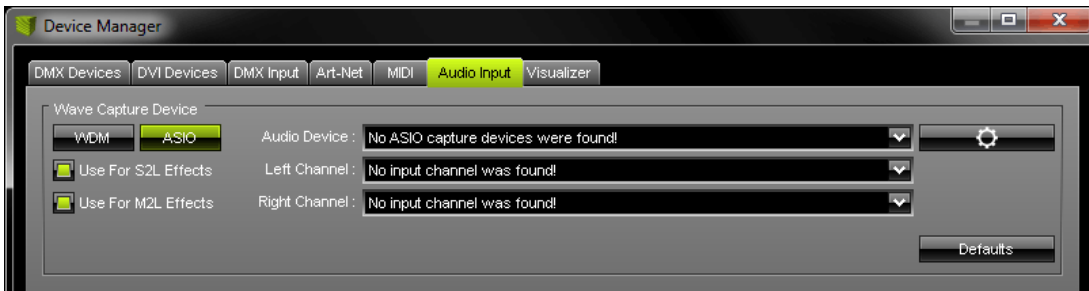 Device Manager
DMX Devices DVI Devices DMX Input Art-Net MIDI Audio Input Visualizer
Wave Capture Device
WDM ASIO Audio Device : No ASIO capture devices were found!
Use For S2L Effects Left Channel : No input channel was found!
Use For M2L Effects Right Channel : No input channel was found!
Defaults